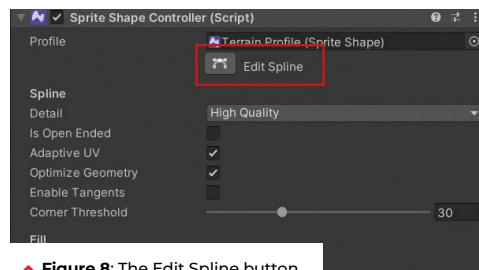 Sprite Shape Controller (Script)
Profile
Terrain Profile (Sprite Shape)
Edit Spline
Spline
Detail
High Quality
Is Open Ended
Adaptive UV
Optimize Geometry
Enable Tangents
Corner Threshold
30
Fill
Figure 8: The Edit Spline button